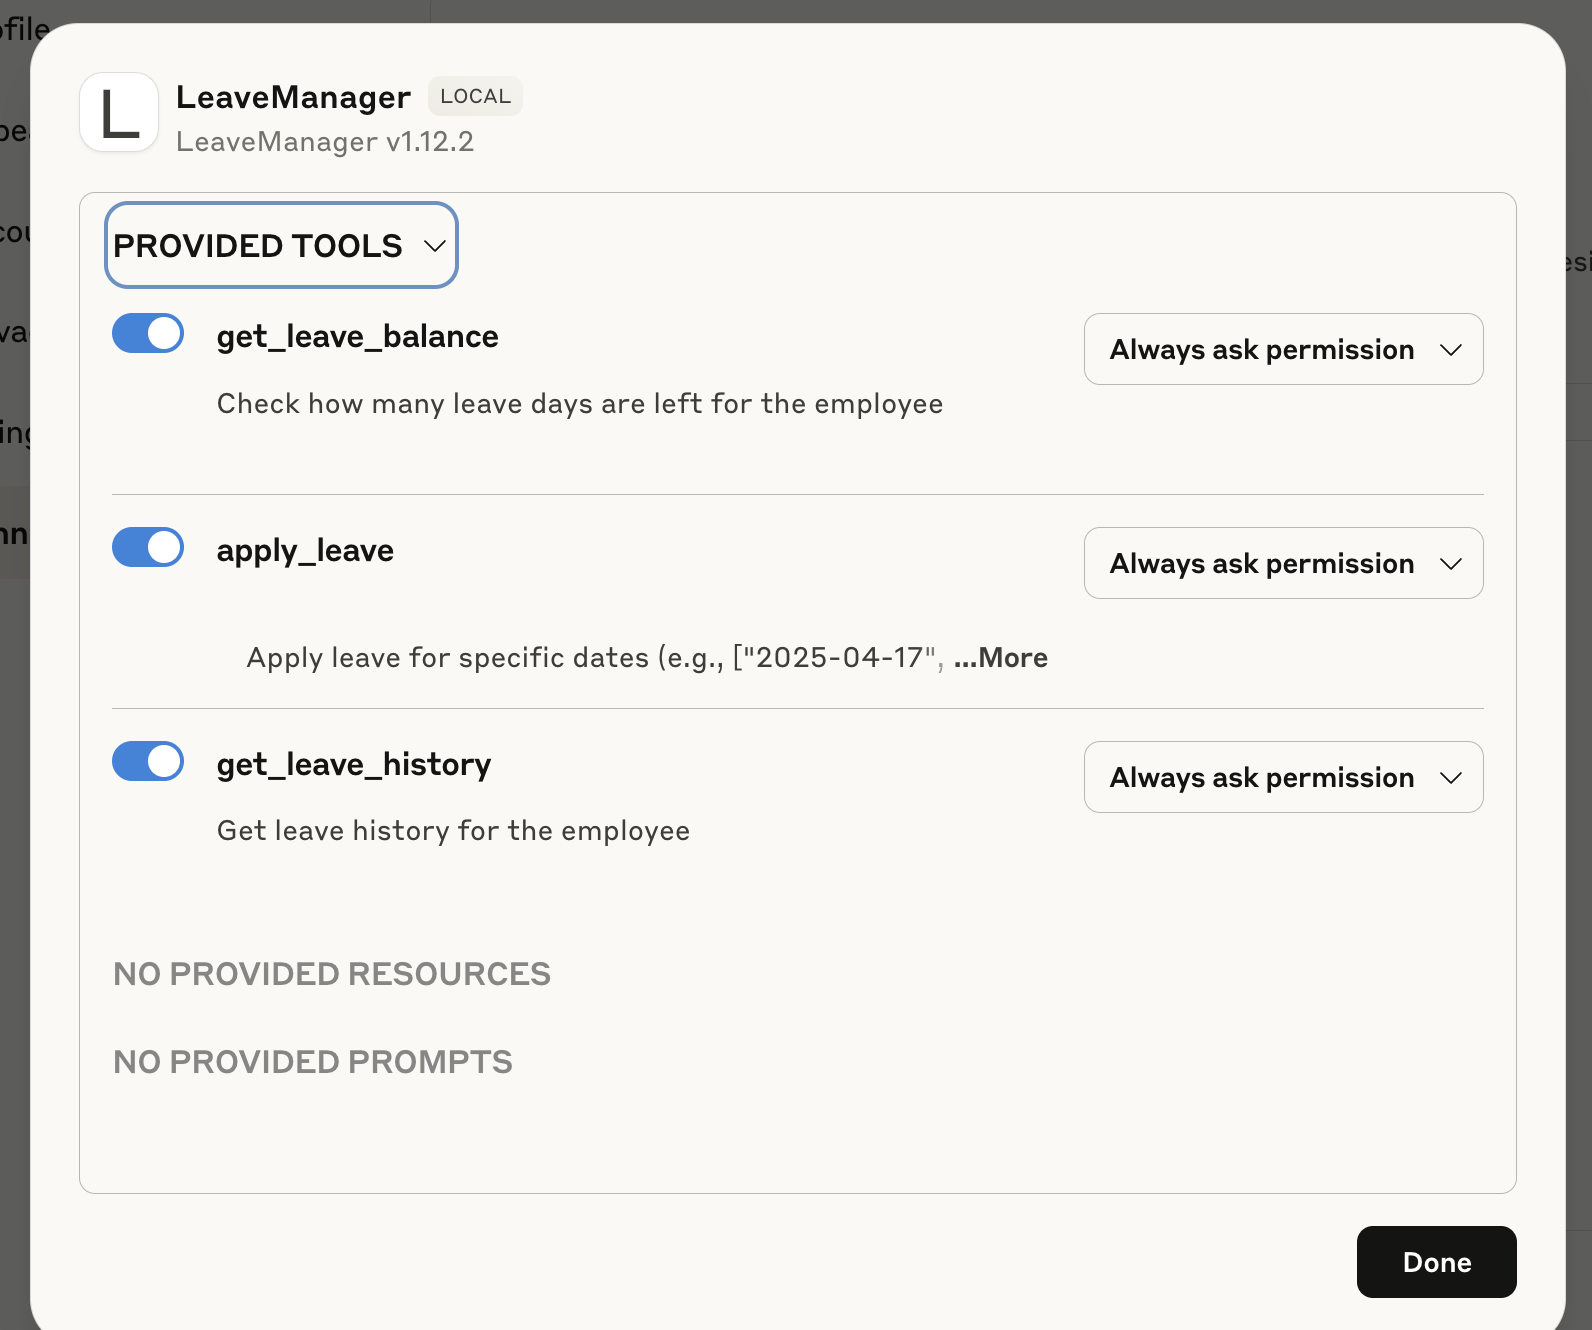 L
LeaveManager LOCAL
LeaveManager v1.12.2
PROVIDED TOOLS
get_leave_balance
Always ask permission
Check how many leave days are left for the employee
apply_leave
Always ask permission
Apply leave for specific dates (e.g., ["2025-04-17", ...More
get_leave_history
Always ask permission
Get leave history for the employee
NO PROVIDED RESOURCES
NO PROVIDED PROMPTS
Done